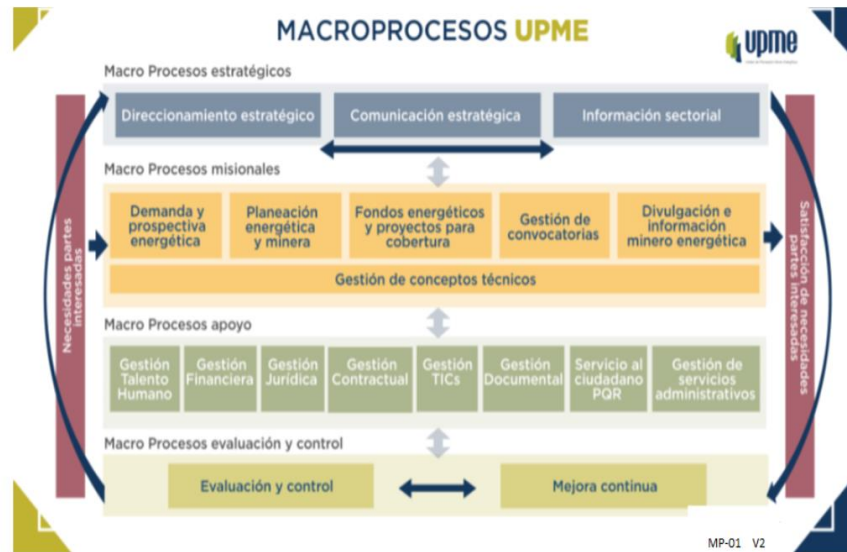 MACROPROCESOS UPME
upme
Macro Procesos estratégicos
Direccionamiento estratégico
Comunicación estratégica
Información sectorial
Macro Procesos misionales
Demanda y
prospectiva
energética
Planeación
energética
y minera
Fondos energéticos
y proyectos para
cobertura
Gestión de
convocatorias
Divulgación e
información
minero energética
Gestión de conceptos técnicos
Macro Procesos apoyo
Gestión
Talento
Humano
Gestión
Financiera
Gestión
Jurídica
Gestión
Contractual
Gestión
TICs
Gestión
Documental
Servicio al
ciudadano
PQR
Gestión de
servicios
administrativos
Macro Procesos evaluación y control
Evaluación y control
Mejora continua
Necesidades partes
interesadas
Satisfacción de necesidades
partes interesadas
MP-01 V2